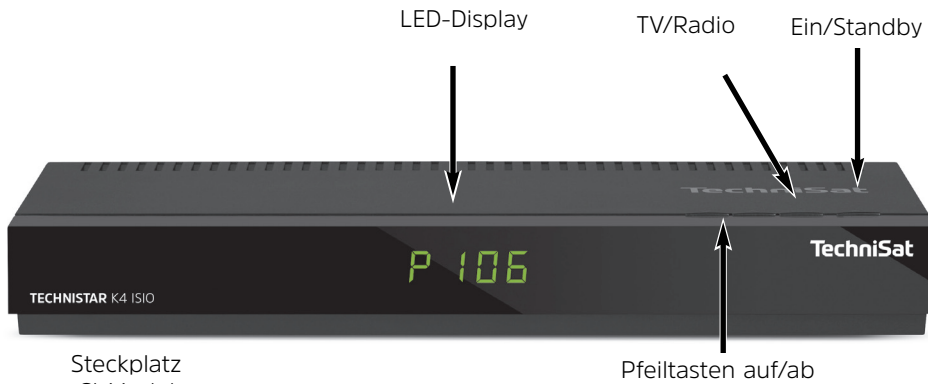 LED-Display
TV/Radio
Ein/Standby
TechniSat
TechniSat
P 106
TECHNISTAR K4 ISIO
Steckplatz
Pfeiltasten auf/ab